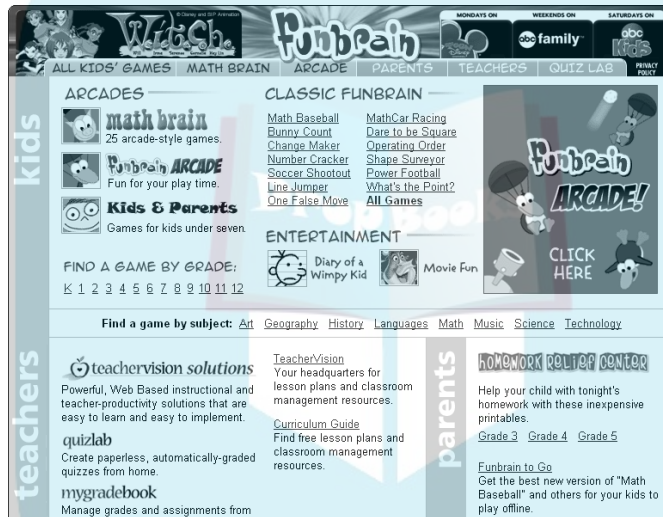 © Disney and SIP Animation
W.i.t.c.h.
Will Irma Taranee Cornelia Hay Lin
funbrain
MONDAYS ON
WEEKENDS ON
abc family
SATURDAYS ON
abc Kids
ALL KIDS' GAMES
MATH BRAIN
ARCADE
PARENTS
TEACHERS
QUIZ LAB
PRIVACY POLICY
kids
ARCADES
math brain
25 arcade-style games.
Funbrain ARCADE
Fun for your play time.
Kids & Parents
Games for kids under seven.
FIND A GAME BY GRADE:
K 1 2 3 4 5 6 7 8 9 10 11 12
CLASSIC FUNBRAIN
Math Baseball
Bunny Count
Change Maker
Number Cracker
Soccer Shootout
Line Jumper
One False Move
MathCar Racing
Dare to be Square
Operating Order
Shape Surveyor
Power Football
What's the Point?
All Games
ENTERTAINMENT
Diary of a
Wimpy Kid
Movie Fun
Funbrain
ARCADE!
CLICK
HERE
Find a game by subject: Art Geography History Languages Math Music Science Technology
teachers
teachervision solutions
Powerful, Web Based instructional and
teacher-productivity solutions that are
easy to learn and easy to implement.
quizlab
Create paperless, automatically-graded
quizzes from home.
mygradebook
Manage grades and assignments from
TeacherVision
Your headquarters for
lesson plans and classroom
management resources.
Curriculum Guide
Find free lesson plans and
classroom management
resources.
parents
HOMEWORK RELIEF CENTER
Help your child with tonight's
homework with these inexpensive
printables.
Grade 3 Grade 4 Grade 5
Funbrain to Go
Get the best new version of "Math
Baseball" and others for your kids to
play offline.